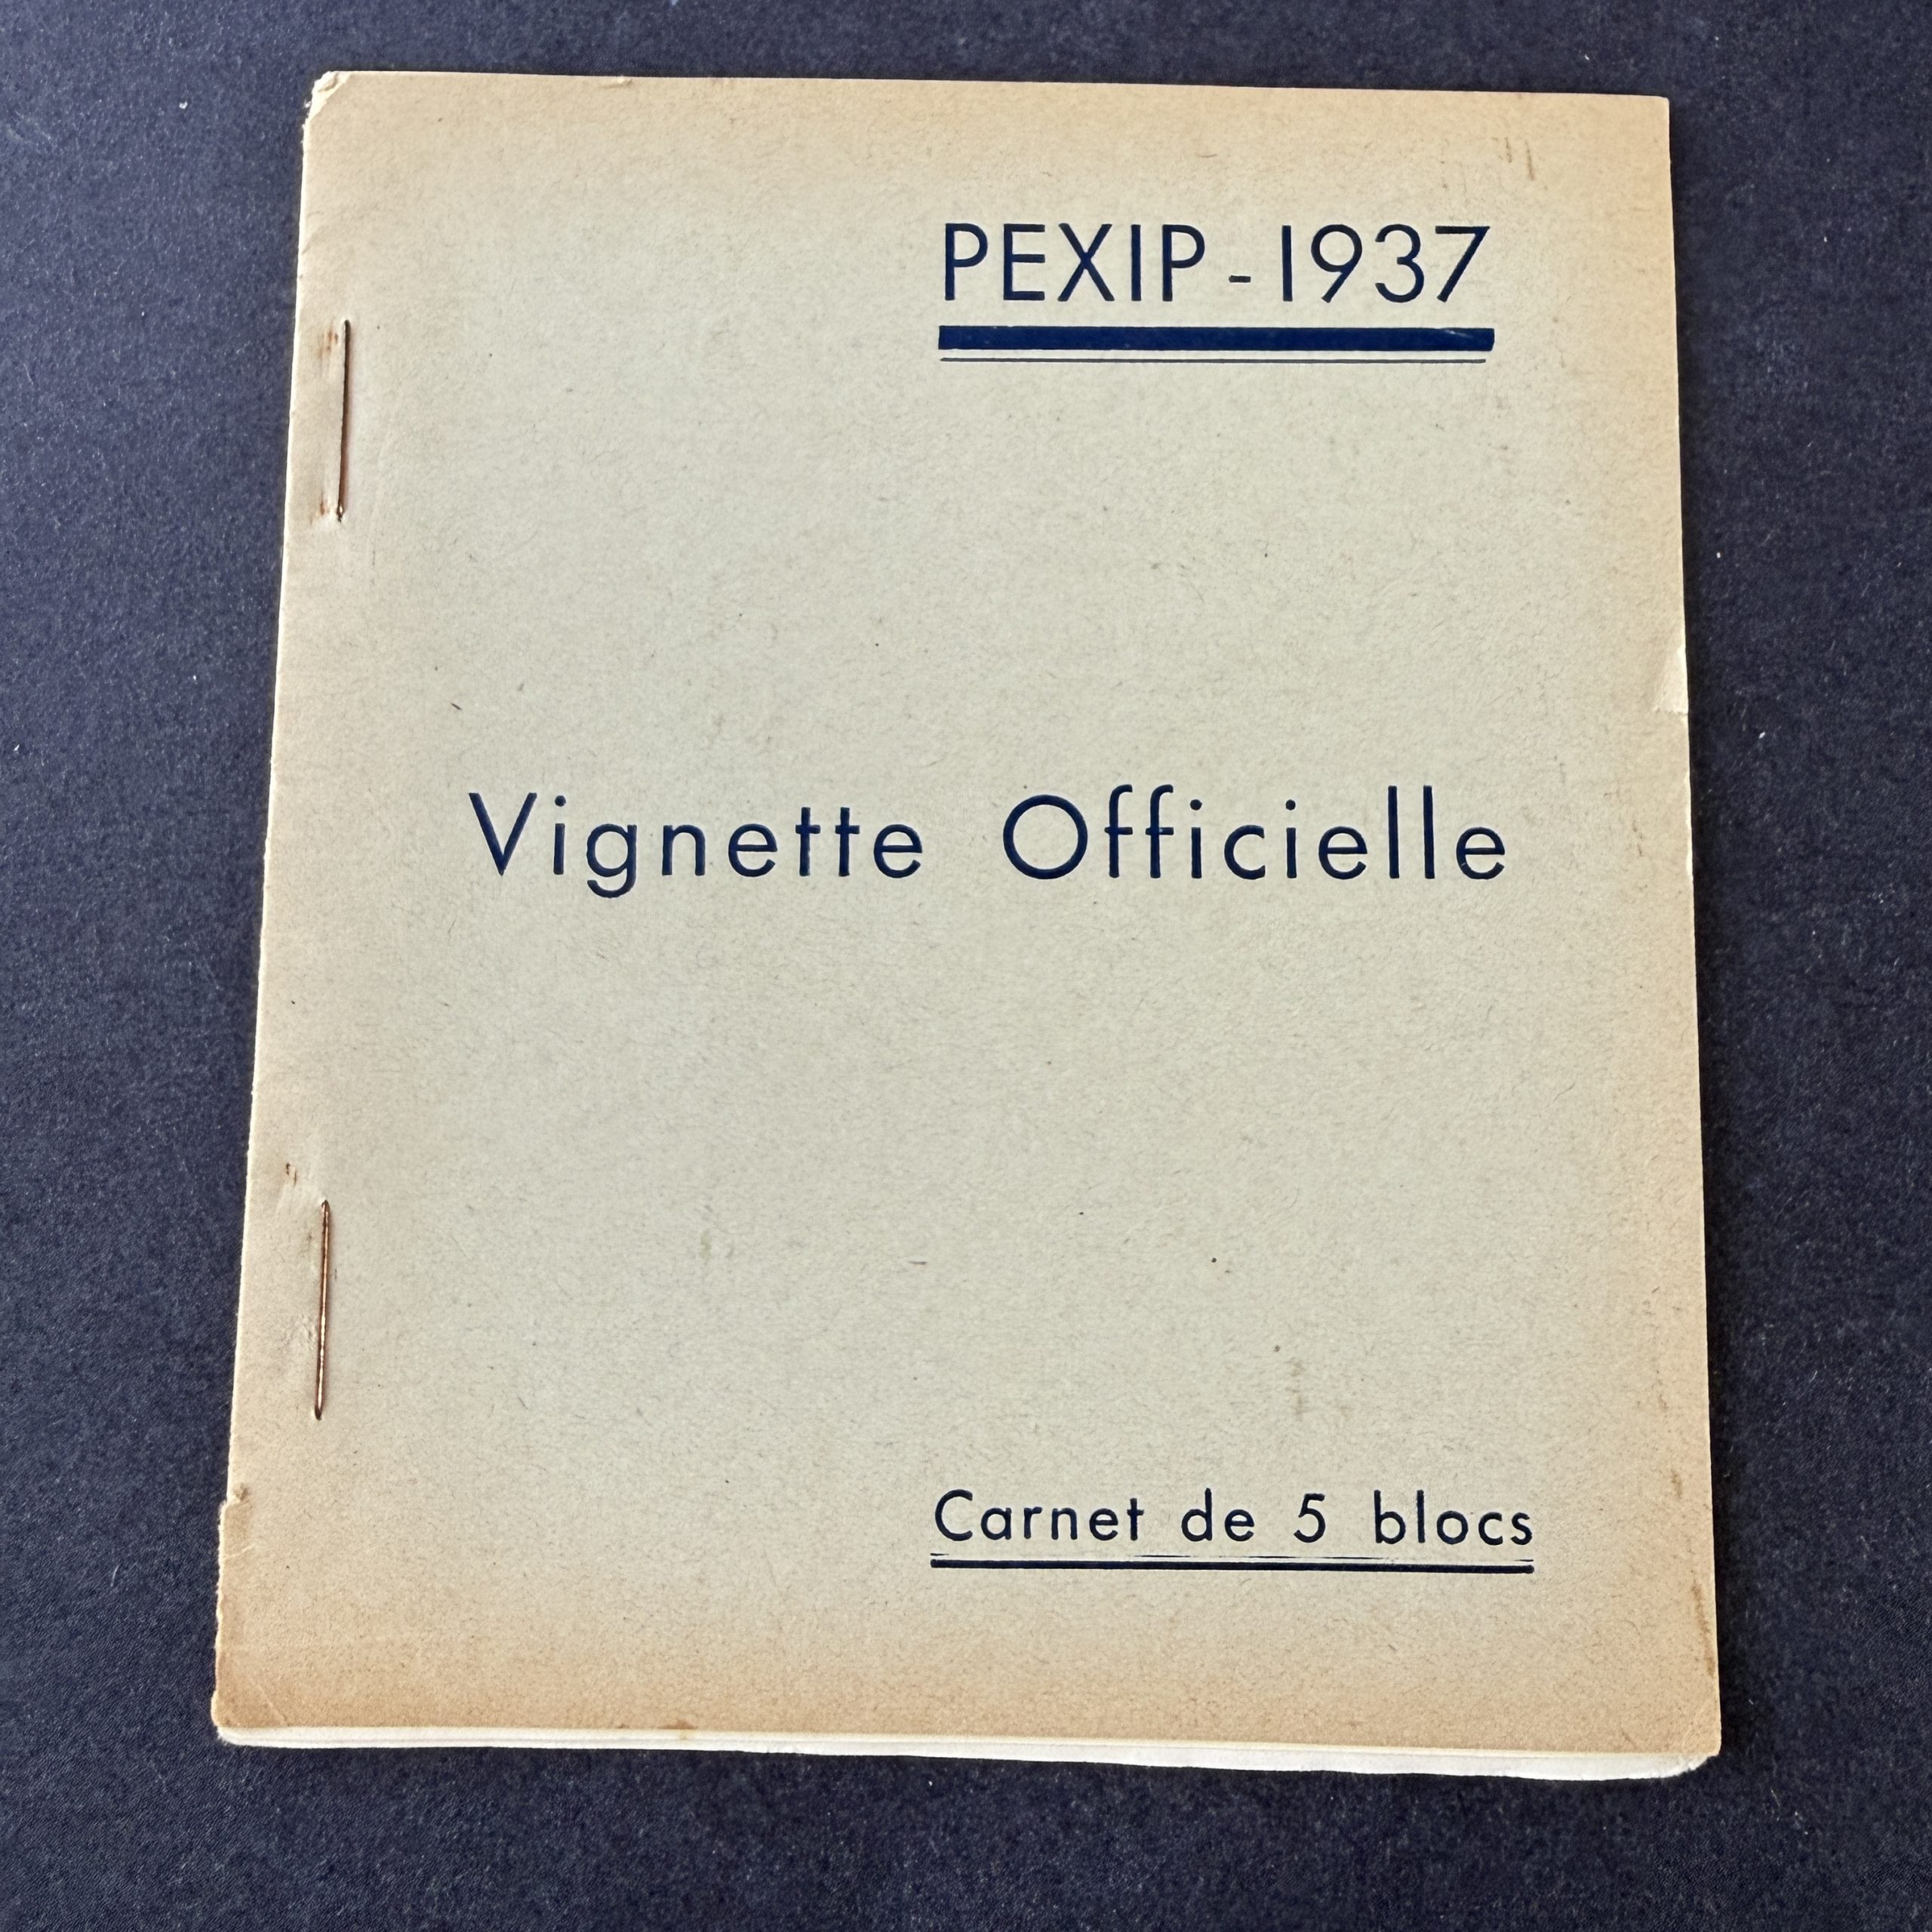 PEXIP - 1937
Vignette Officielle
Carnet de 5 blocs